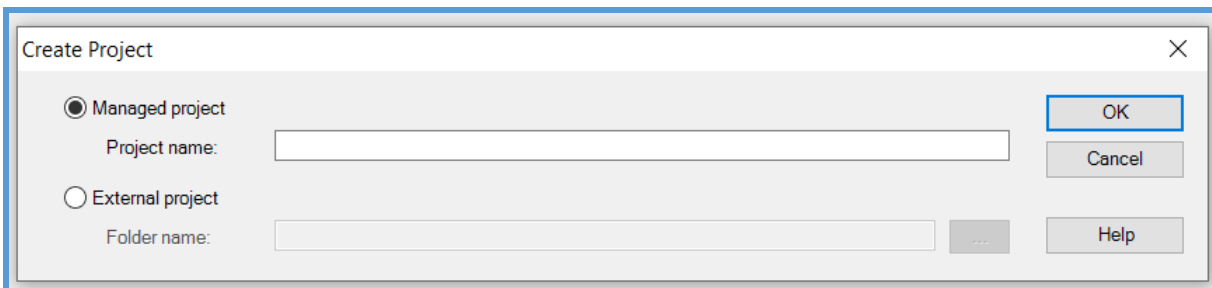 Create Project
Managed project
OK
Project name:
Cancel
External project
Folder name:
...
Help